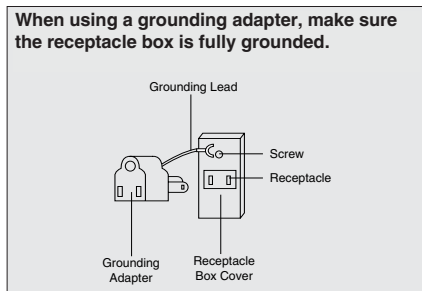 When using a grounding adapter, make sure
the receptacle box is fully grounded.
Grounding Lead
Screw
Receptacle
Grounding
Adapter
Receptacle
Box Cover